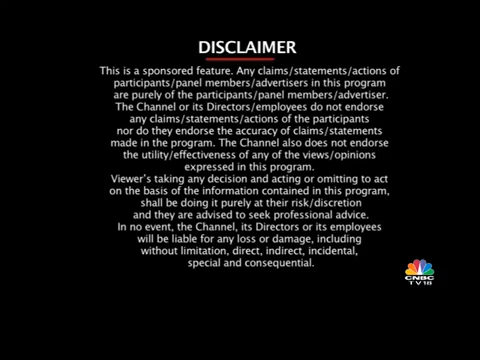 DISCLAIMER
This is a sponsored feature. Any claims/statements/actions of
participants/panel members/advertisers in this program
are purely of the participants/panel members/advertiser.
The Channel or its Directors/employees do not endorse
any claims/statements/actions of the participants
nor do they endorse the accuracy of claims/statements
made in the program. The Channel also does not endorse
the utility/effectiveness of any of the views/opinions
expressed in this program.
Viewer's taking any decision and acting or omitting to act
on the basis of the information contained in this program,
shall be doing it purely at their risk/discretion
and they are advised to seek professional advice.
In no event, the Channel, its Directors or its employees
will be liable for any loss or damage, including
without limitation, direct, indirect, incidental,
special and consequential.
CNBC
TV18